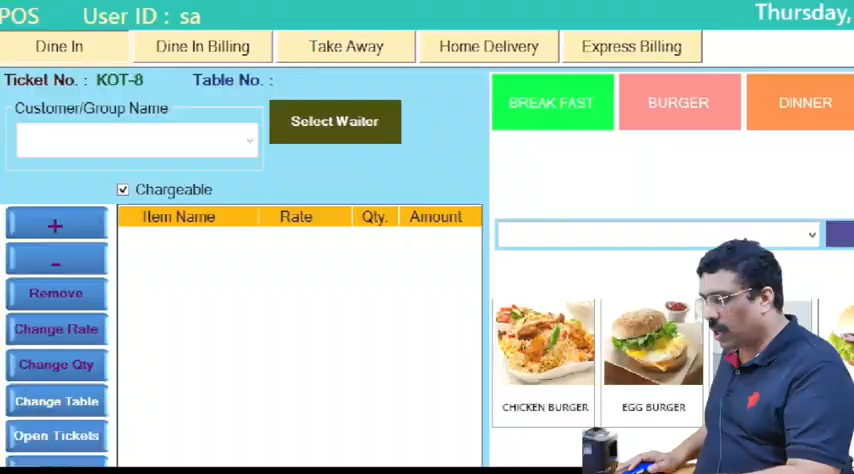 POS User ID : sa Thursday,
Dine In Dine In Billing Take Away Home Delivery Express Billing
Ticket No. : KOT-8 Table No. :
BREAK FAST BURGER DINNER
Customer/Group Name
Select Waiter
Chargeable
Item Name Rate Qty. Amount
+
-
Remove
Change Rate
Change Qty
Change Table
CHICKEN BURGER EGG BURGER
Open Tickets